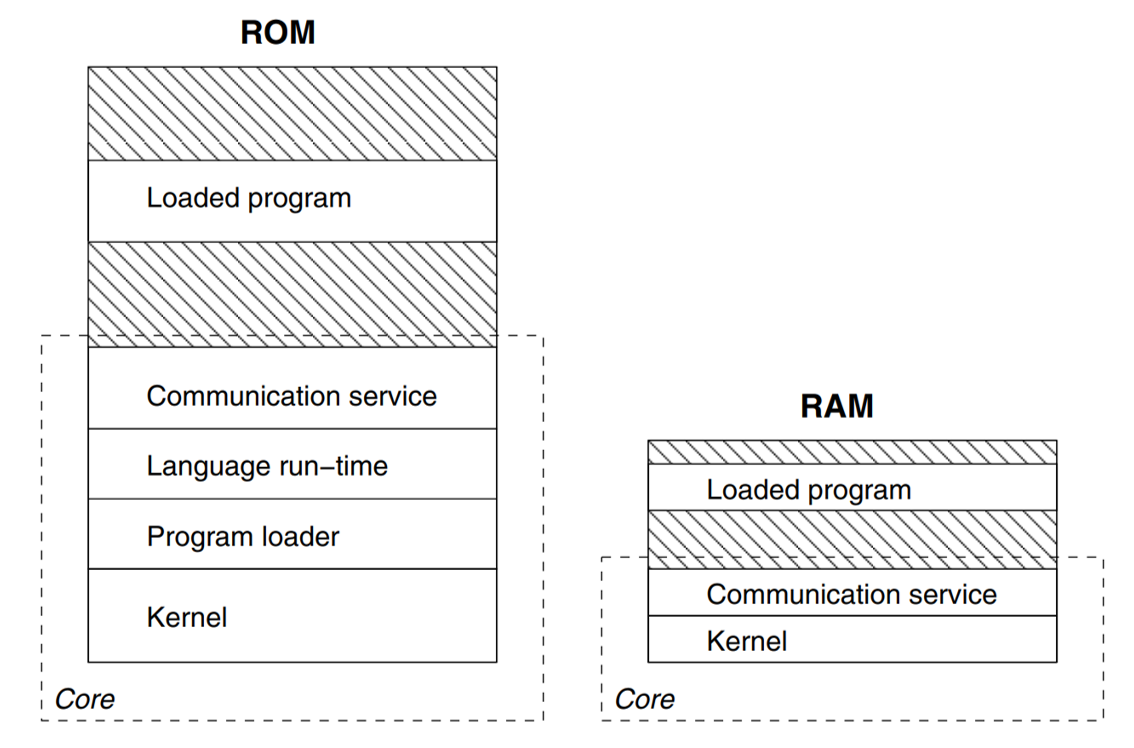 ROM
Loaded program
Communication service
Language run−time
Program loader
Kernel
Core
RAM
Loaded program
Communication service
Kernel
Core